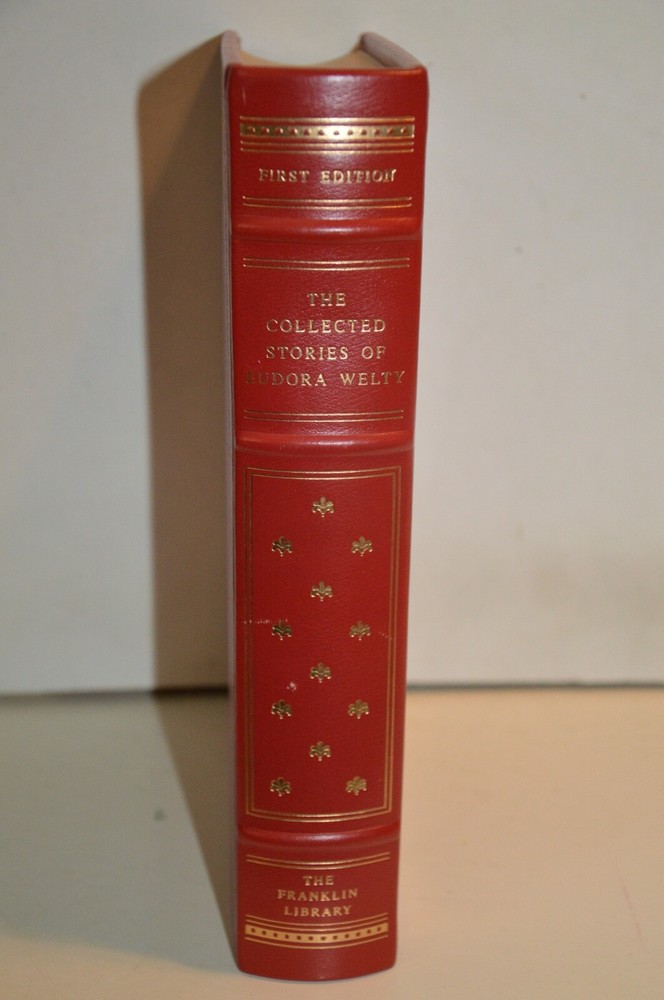 FIRST EDITION
THE
COLLECTED
STORIES OF
EUDORA WELTY
THE
FRANKLIN
LIBRARY